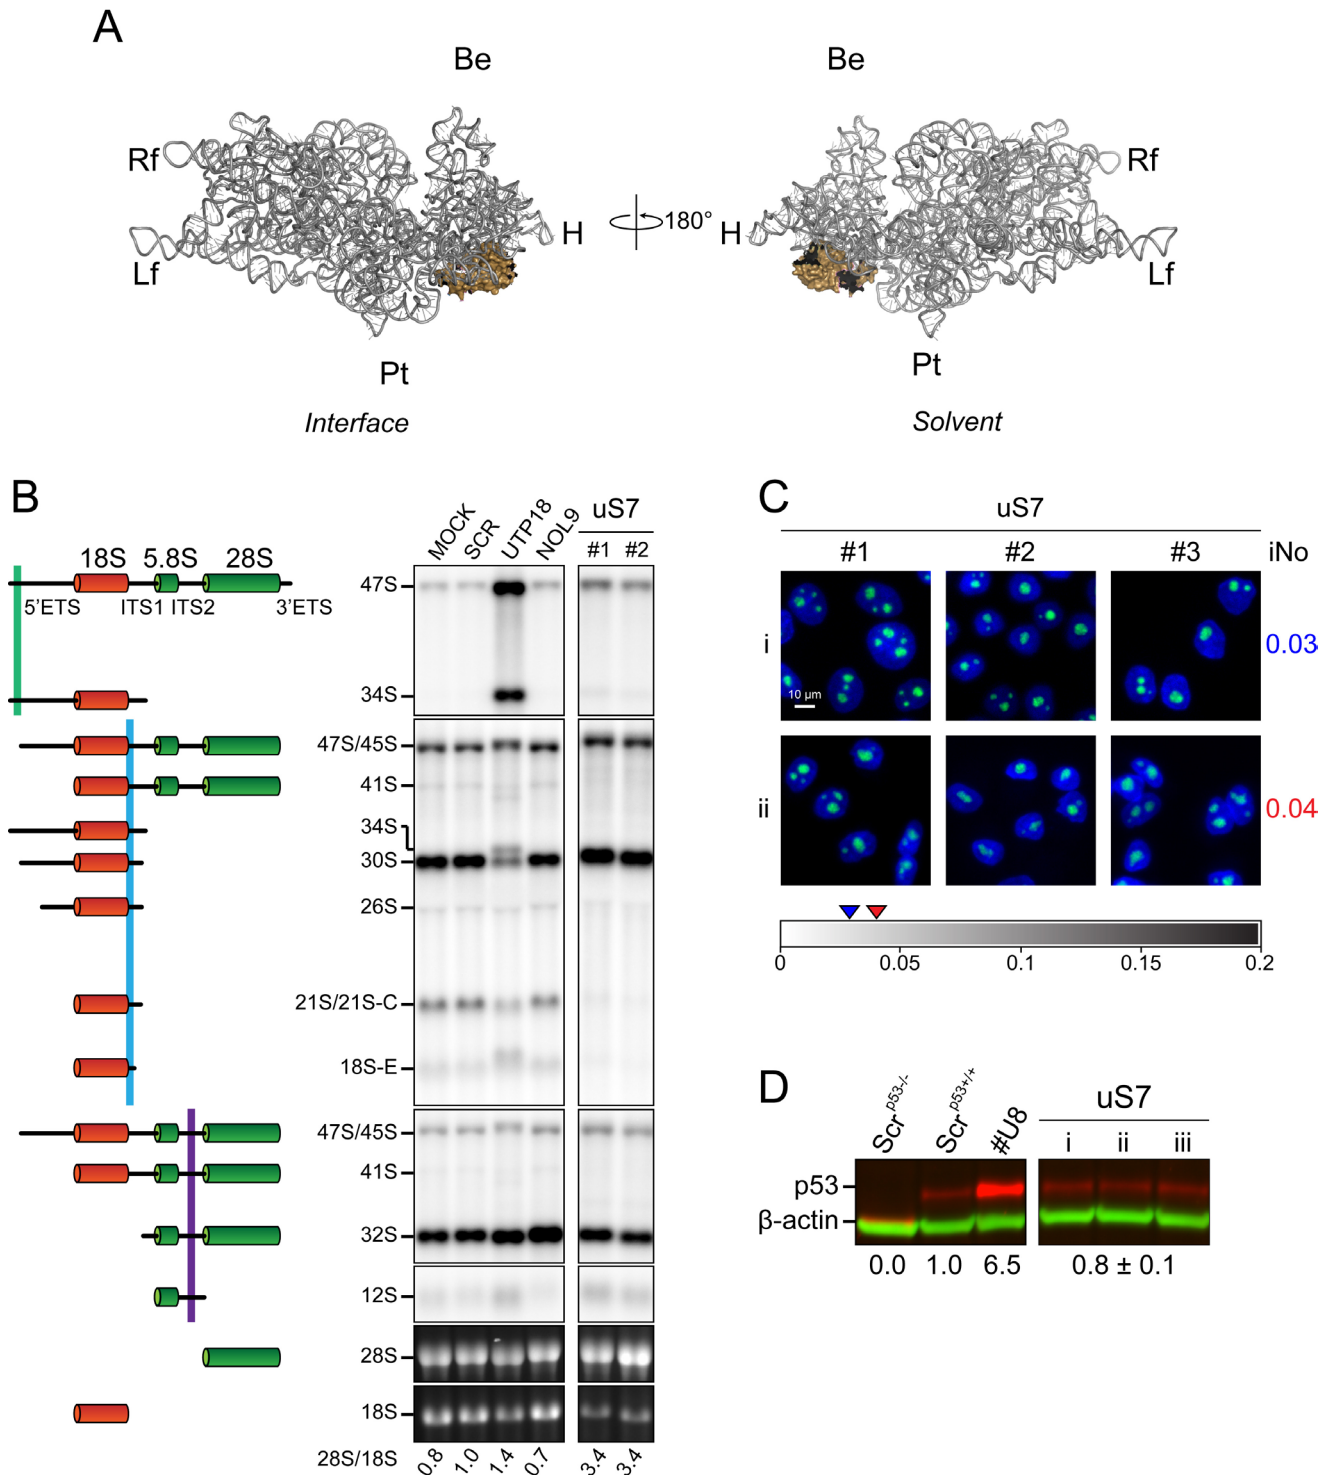 A
Be
Be
Rf
Rf
H
180°
H
Lf
Lf
Pt
Pt
Interface
Solvent
B
MOCK
SCR
UTP18
NOL9
uS7
#1
#2
18S
5.8S
28S
5'ETS
ITS1
ITS2
3'ETS
47S
34S
47S/45S
41S
34S
30S
26S
21S/21S-C
18S-E
47S/45S
41S
32S
12S
28S
18S
28S/18S
0.8
1.0
1.4
0.7
3.4
3.4
C
uS7
#1
#2
#3
iNo
i
0.03
10 µm
ii
0.04
0
0.05
0.1
0.15
0.2
D
Scr p53-/-
Scr p53+/+
#U8
uS7
i
ii
iii
p53
β-actin
0.0
1.0
6.5
0.8 ± 0.1